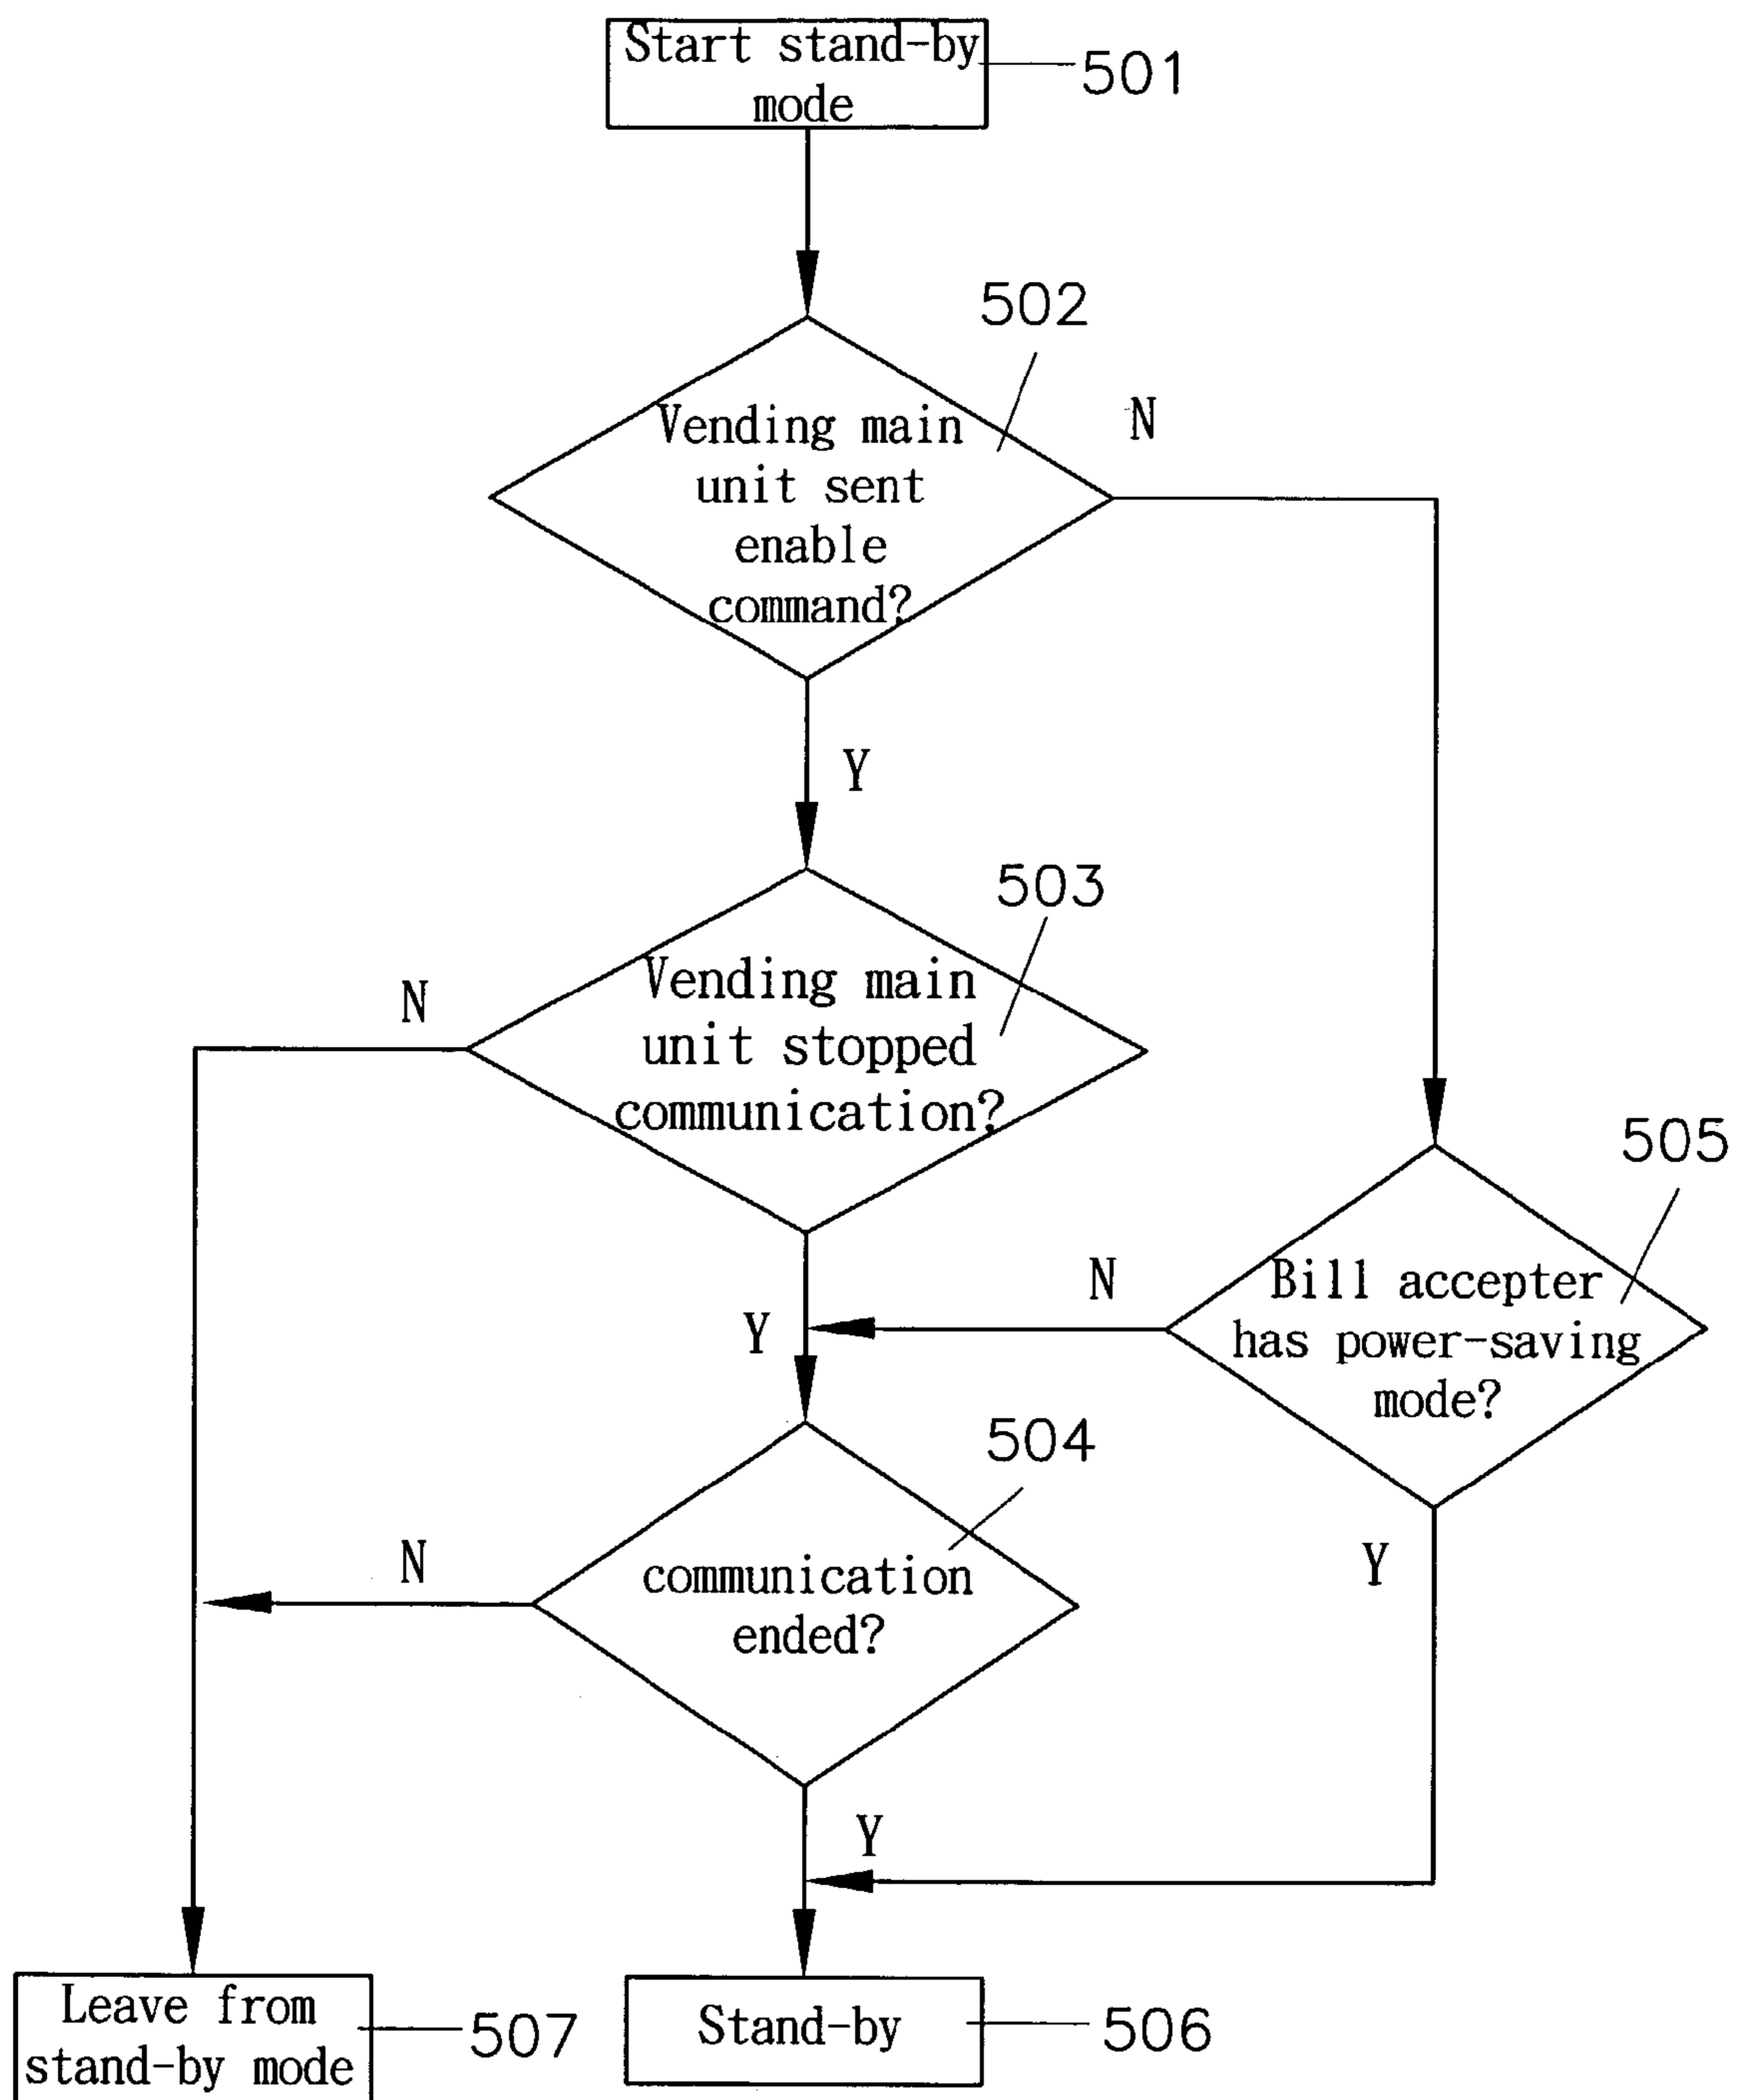 Start stand-by
mode
501
502
Vending main
unit sent
enable
command?
N
Y
503
Vending main
unit stopped
communication?
N
Y
505
Bill accepter
has power-saving
mode?
N
Y
504
communication
ended?
N
Y
Leave from
stand-by mode
507
Stand-by
506